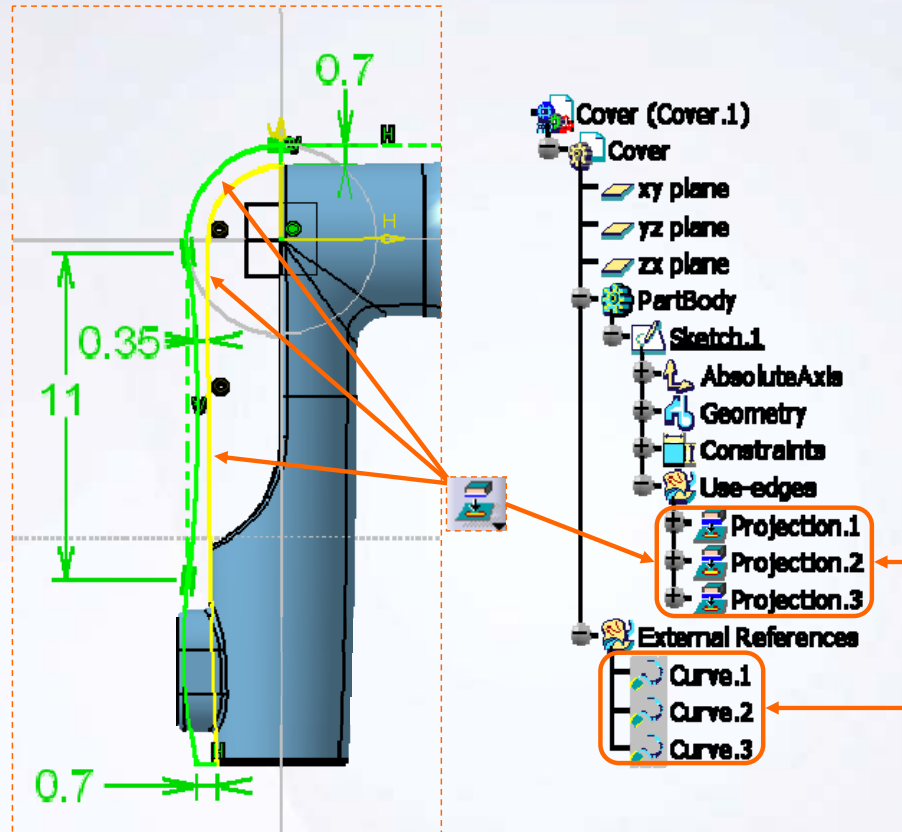 0.7
H
V
H
0.35
11
V
H
0.7
Cover (Cover.1)
Cover
xy plane
yz plane
zx plane
PartBody
Sketch.1
AbsoluteAxis
Geometry
Constraints
Use-edges
Projection.1
Projection.2
Projection.3
External References
Curve.1
Curve.2
Curve.3